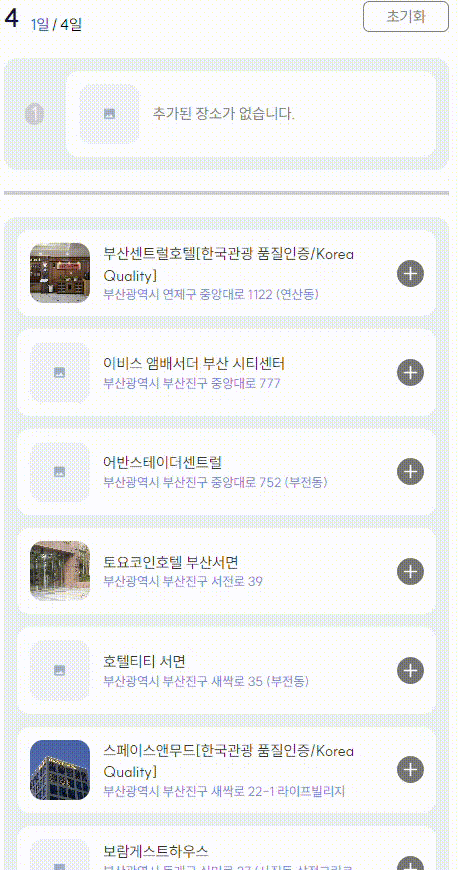 4 1일 / 4일
초기화
1
추가된 장소가 없습니다.
부산센트럴호텔[한국관광 품질인증/Korea
Quality]
부산광역시 연제구 중앙대로 1122 (연산동)
이비스 앰배서더 부산 시티센터
부산광역시 부산진구 중앙대로 777
어반스테이더센트럴
부산광역시 부산진구 중앙대로 752 (부전동)
토요코인호텔 부산서면
부산광역시 부산진구 서전로 39
호텔티티 서면
부산광역시 부산진구 새싹로 35 (부전동)
스페이스앤무드[한국관광 품질인증/Korea
Quality]
부산광역시 부산진구 새싹로 22-1 라이프빌리지
보람게스트하우스
부산광역시